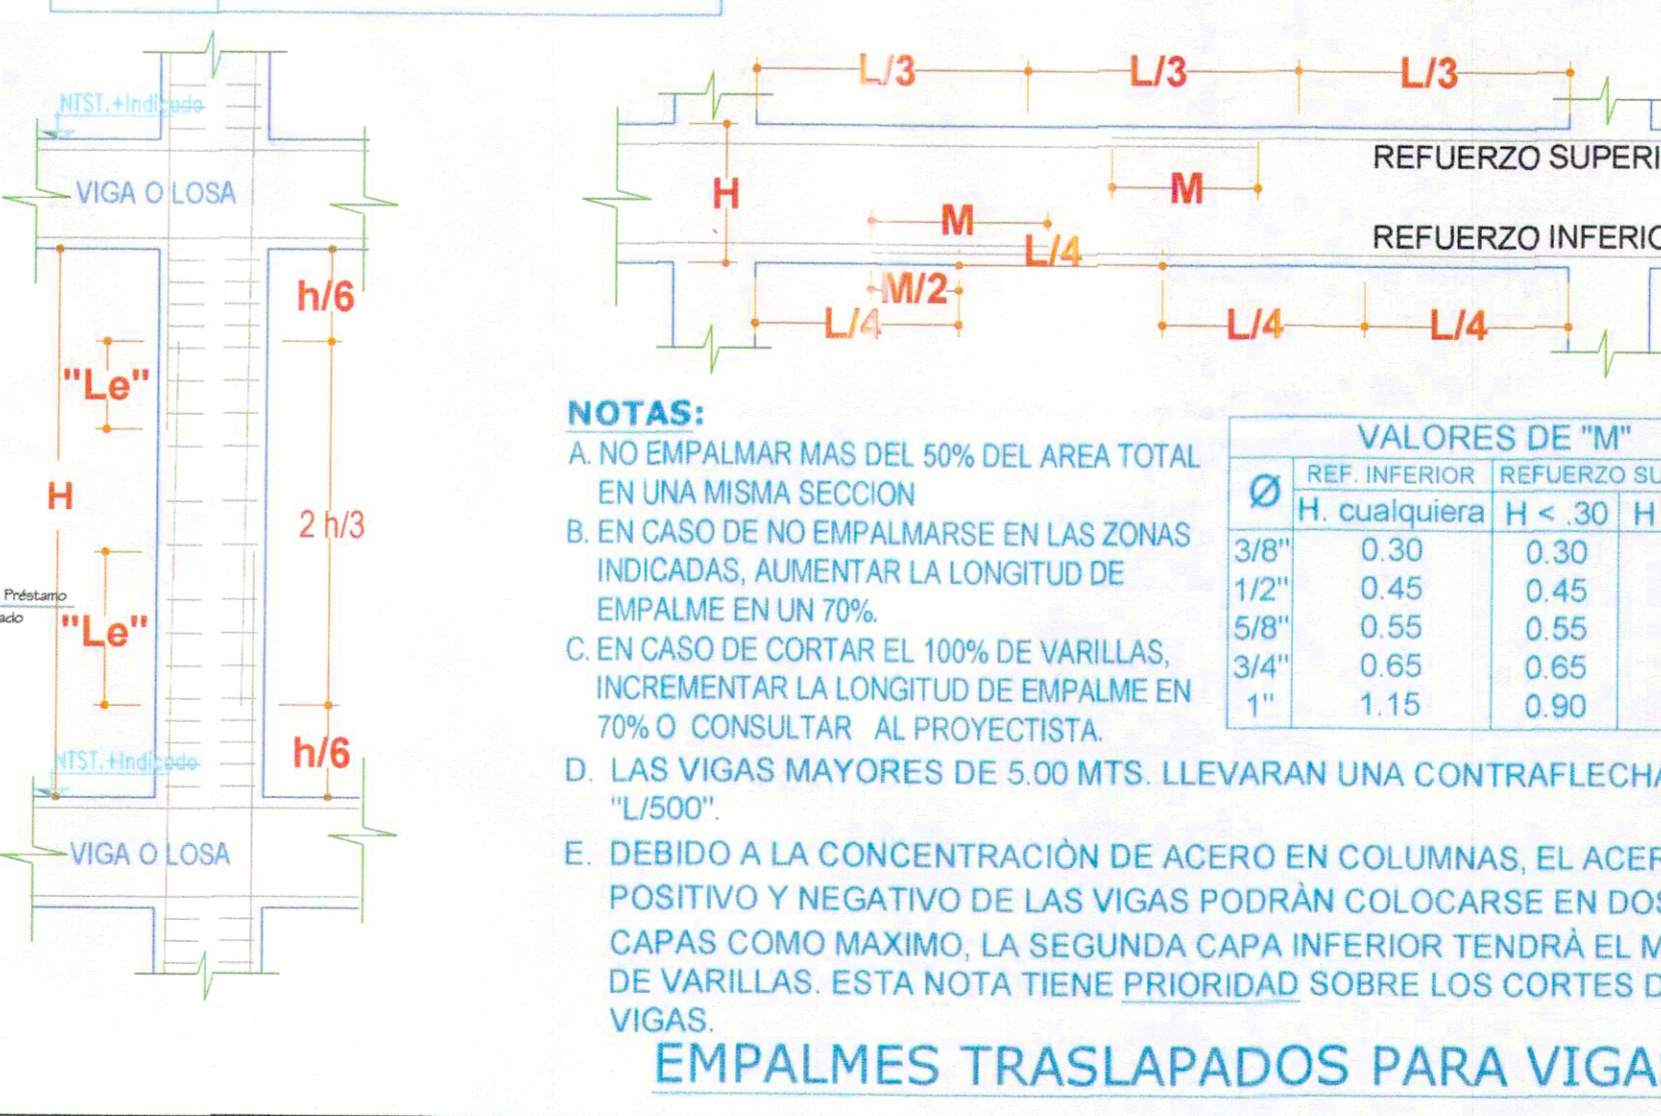 NTST.+Indicado
VIGA O LOSA
h/6
"Le"
H
2 h/3
Préstamo
"Le"
h/6
NTST.+Indicado
VIGA O LOSA
L/3 L/3 L/3
REFUERZO SUPERI
H
M
M
REFUERZO INFERIO
L/4
M/2
L/4 L/4 L/4
NOTAS:
A. NO EMPALMAR MAS DEL 50% DEL AREA TOTAL
EN UNA MISMA SECCION
B. EN CASO DE NO EMPALMARSE EN LAS ZONAS
INDICADAS, AUMENTAR LA LONGITUD DE
EMPALME EN UN 70%.
C. EN CASO DE CORTAR EL 100% DE VARILLAS,
INCREMENTAR LA LONGITUD DE EMPALME EN
70% O CONSULTAR AL PROYECTISTA.
VALORES DE "M"
Ø REF. INFERIOR REFUERZO SU
H. cualquiera H < .30 H
3/8" 0.30 0.30
1/2" 0.45 0.45
5/8" 0.55 0.55
3/4" 0.65 0.65
1" 1.15 0.90
D. LAS VIGAS MAYORES DE 5.00 MTS. LLEVARAN UNA CONTRAFLECHA
"L/500".
E. DEBIDO A LA CONCENTRACIÒN DE ACERO EN COLUMNAS, EL ACER
POSITIVO Y NEGATIVO DE LAS VIGAS PODRÀN COLOCARSE EN DOS
CAPAS COMO MAXIMO, LA SEGUNDA CAPA INFERIOR TENDRÀ EL M
DE VARILLAS. ESTA NOTA TIENE PRIORIDAD SOBRE LOS CORTES D
VIGAS.
EMPALMES TRASLAPADOS PARA VIGAS